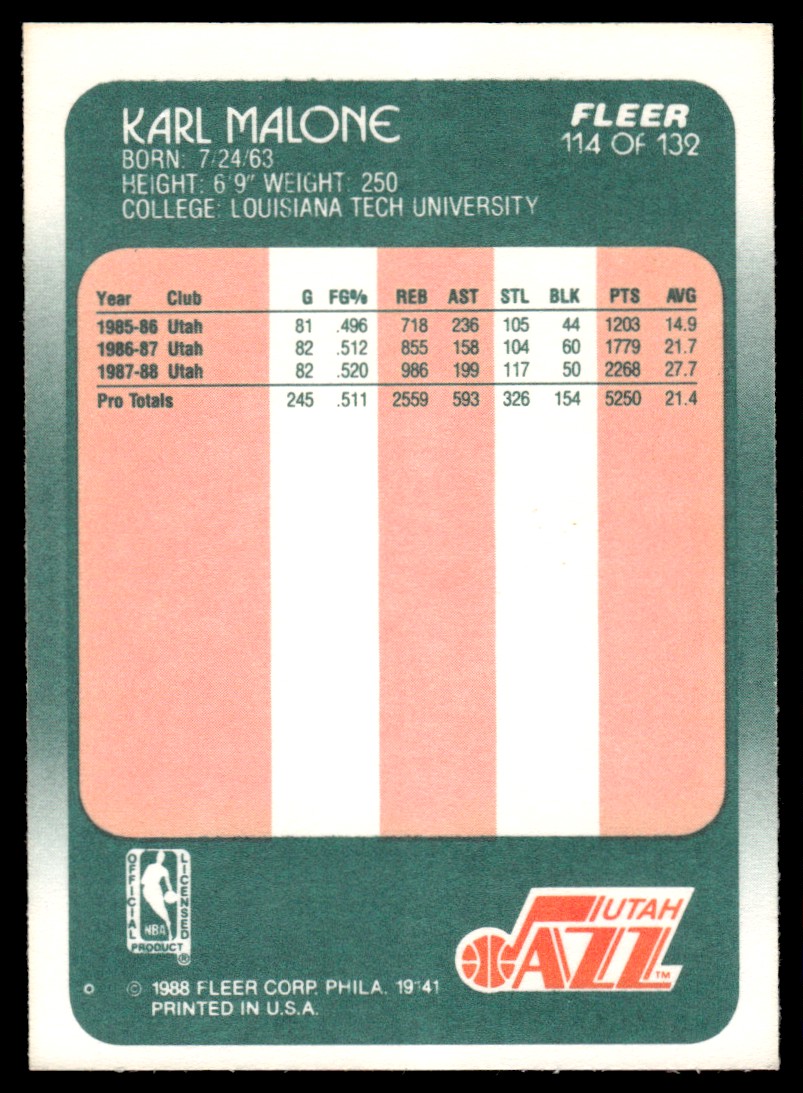 KARL MALONE
FLEER
114 OF 132
BORN: 7/24/63
HEIGHT: 6'9" WEIGHT: 250
COLLEGE: LOUISIANA TECH UNIVERSITY
Year Club G FG% REB AST STL BLK PTS AVG
1985-86 Utah 81 .496 718 236 105 44 1203 14.9
1986-87 Utah 82 .512 855 158 104 60 1779 21.7
1987-88 Utah 82 .520 986 199 117 50 2268 27.7
Pro Totals 245 .511 2559 593 326 154 5250 21.4
OFFICIAL
LICENSED
NBA
PRODUCT
®
UTAH
JAZZ
TM
© 1988 FLEER CORP. PHILA. 19141
PRINTED IN U.S.A.